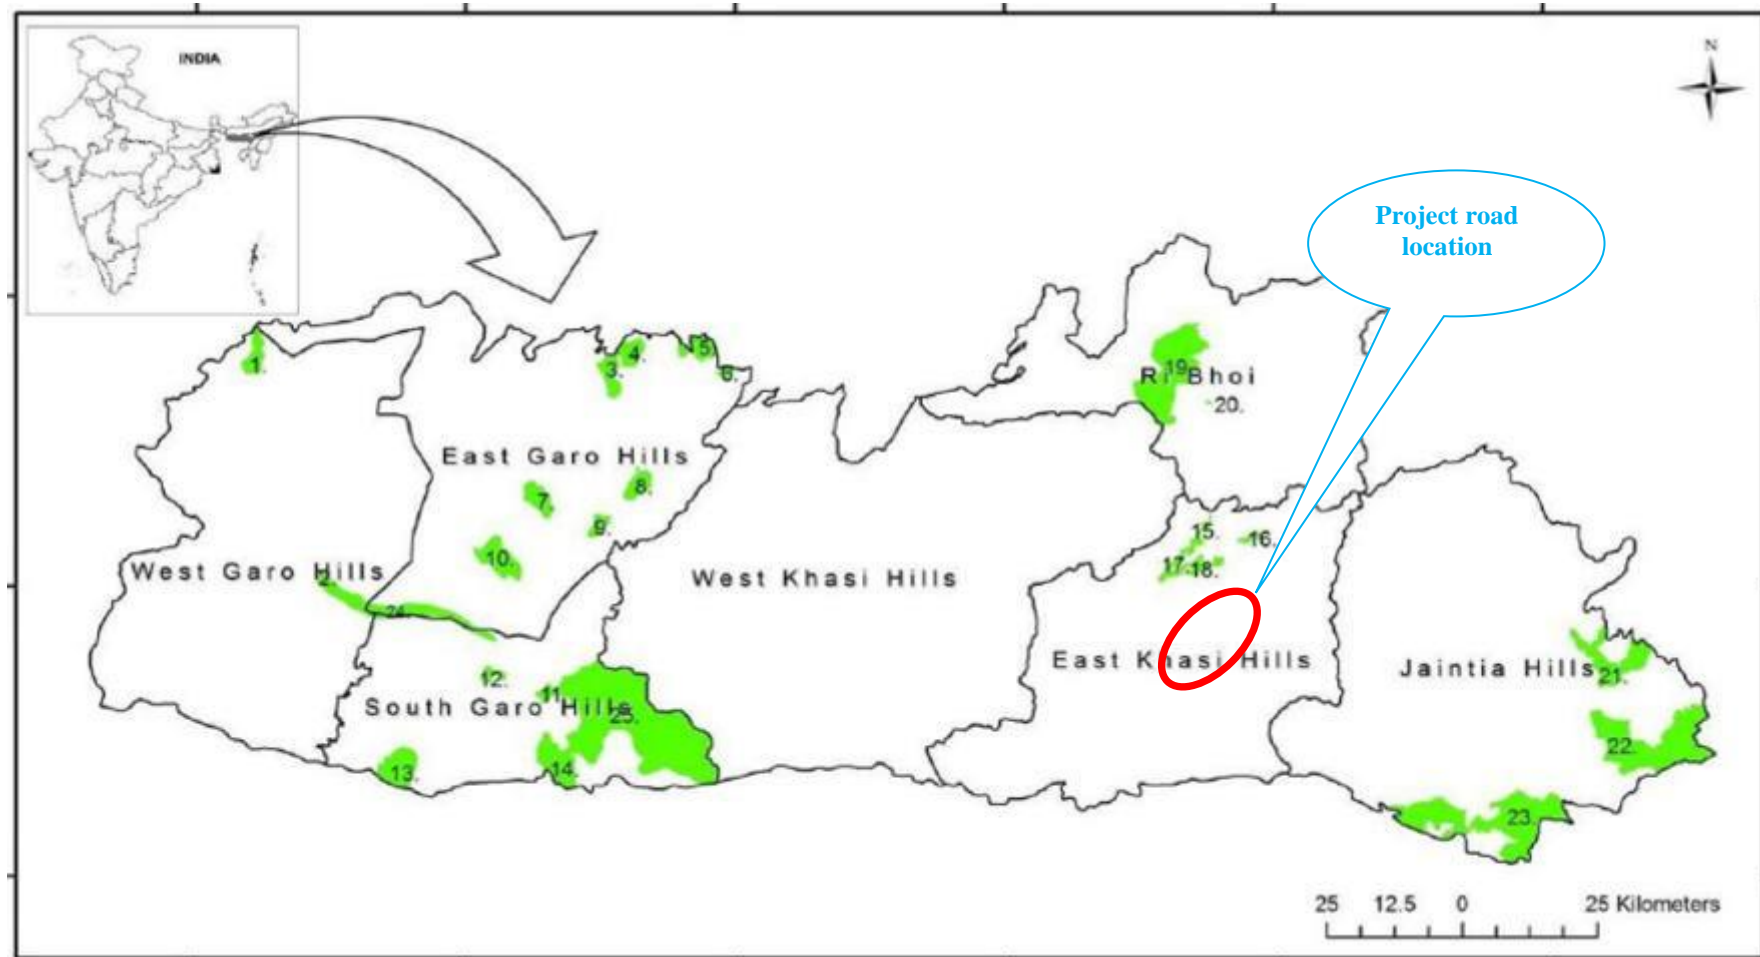 INDIA
N
Project road
location
1.
3.
4.
5.
6.
19.
Ri Bhoi
20.
East Garo Hills
7.
8.
9.
10.
15.
16.
17.
18.
West Garo Hills
2.
24.
West Khasi Hills
East Khasi Hills
Jaintia Hills
21.
12.
11.
South Garo Hills
25.
13.
14.
22.
23.
25 12.5 0 25 Kilometers